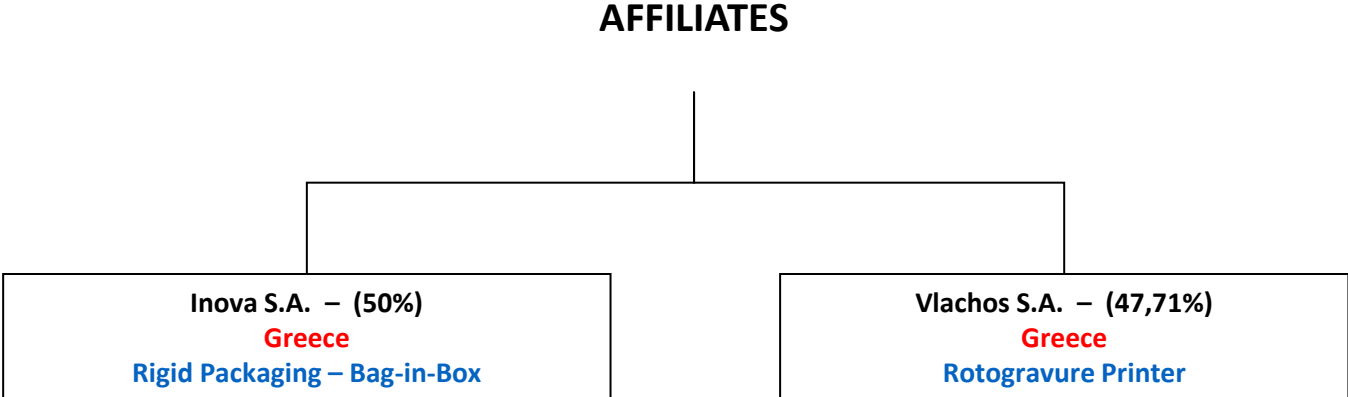 AFFILIATES
Inova S.A. – (50%)
Greece
Rigid Packaging – Bag-in-Box
Vlachos S.A. – (47,71%)
Greece
Rotogravure Printer